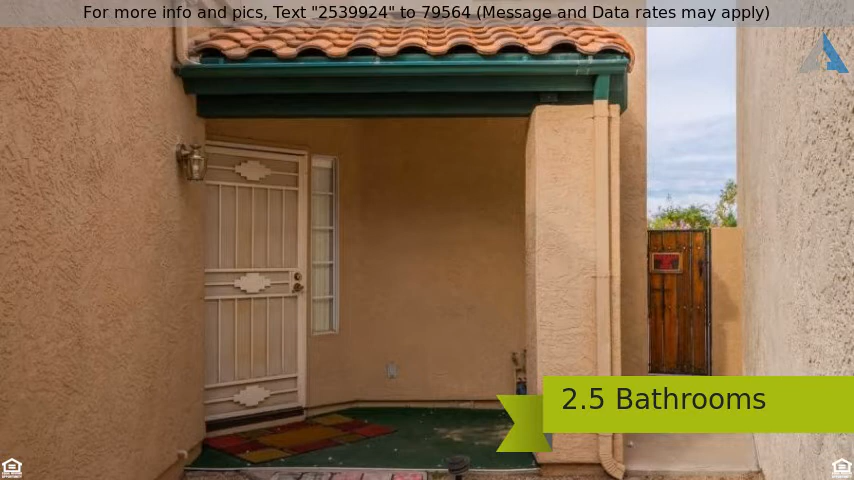 For more info and pics, Text "2539924" to 79564 (Message and Data rates may apply)
2.5 Bathrooms